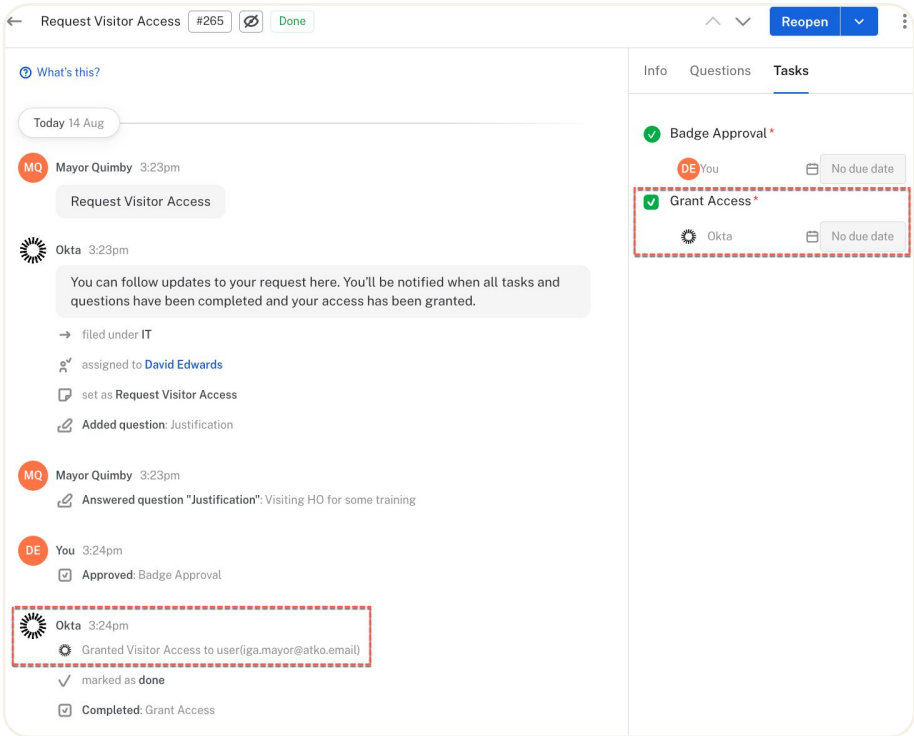 Request Visitor Access #265 Done
Reopen
What's this?
Info Questions Tasks
Today 14 Aug
MQ Mayor Quimby 3:23pm
Request Visitor Access
Okta 3:23pm
You can follow updates to your request here. You'll be notified when all tasks and
questions have been completed and your access has been granted.
filed under IT
assigned to David Edwards
set as Request Visitor Access
Added question: Justification
MQ Mayor Quimby 3:23pm
Answered question "Justification": Visiting HO for some training
DE You 3:24pm
Approved: Badge Approval
Okta 3:24pm
Granted Visitor Access to user(iga.mayor@atko.email)
marked as done
Completed: Grant Access
Badge Approval *
DE You No due date
Grant Access *
Okta No due date